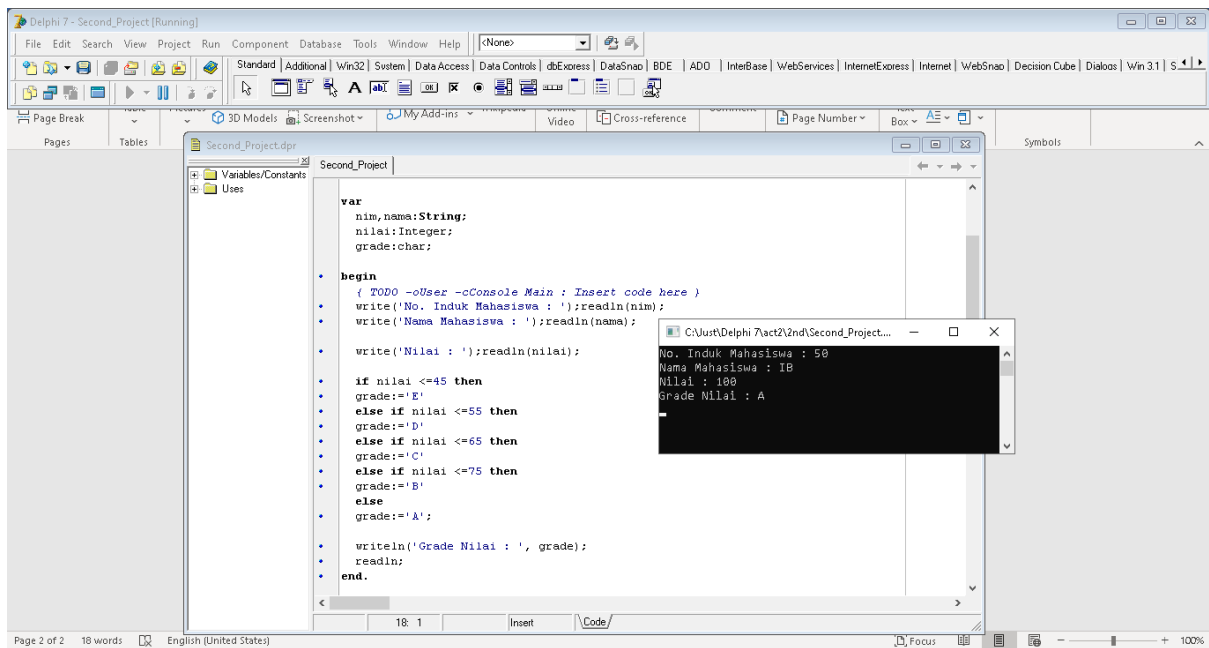 Delphi 7 - Second_Project [Running]
File Edit Search View Project Run Component Database Tools Window Help <None>
Standard Additional Win32 System Data Access Data Controls dbExpress DataSnap BDE ADO InterBase WebServices InternetExpress Internet WebSnap Decision Cube Dialogs Win 3.1 S
Page Break 3D Models Screenshot My Add-ins Video Cross-reference Page Number Box
Pages Tables Symbols
Second_Project.dpr
Variables/Constants
Uses
Second_Project
var
nim,nama:String;
nilai:Integer;
grade:char;
begin
{ TODO -oUser -cConsole Main : Insert code here }
write('No. Induk Mahasiswa : ');readln(nim);
write('Nama Mahasiswa : ');readln(nama);
write('Nilai : ');readln(nilai);
if nilai <=45 then
grade:='E'
else if nilai <=55 then
grade:='D'
else if nilai <=65 then
grade:='C'
else if nilai <=75 then
grade:='B'
else
grade:='A';
writeln('Grade Nilai : ', grade);
readln;
end.
18: 1 Insert Code
C:\Just\Delphi 7\act2\2nd\Second_Project....
No. Induk Mahasiswa : 50
Nama Mahasiswa : IB
Nilai : 100
Grade Nilai : A
Page 2 of 2 18 words English (United States) Focus 100%